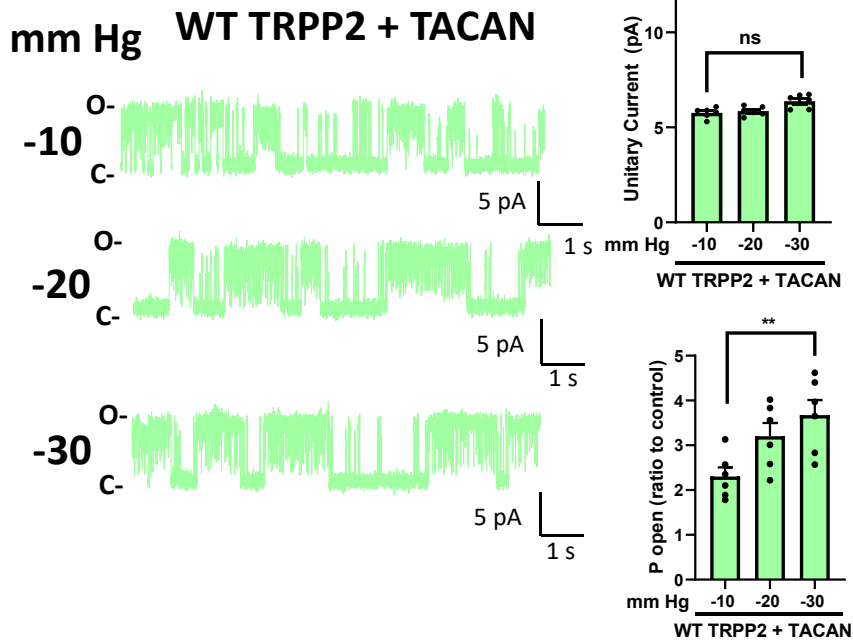 mm Hg WT TRPP2 + TACAN
O-
-10
C-
5 pA
1 s
O-
-20
C-
5 pA
1 s
O-
-30
C-
5 pA
1 s
Unitary Current (pA)
10
5
0
ns
mm Hg -10 -20 -30
WT TRPP2 + TACAN
P open (ratio to control)
5
4
3
2
1
0
**
mm Hg -10 -20 -30
WT TRPP2 + TACAN